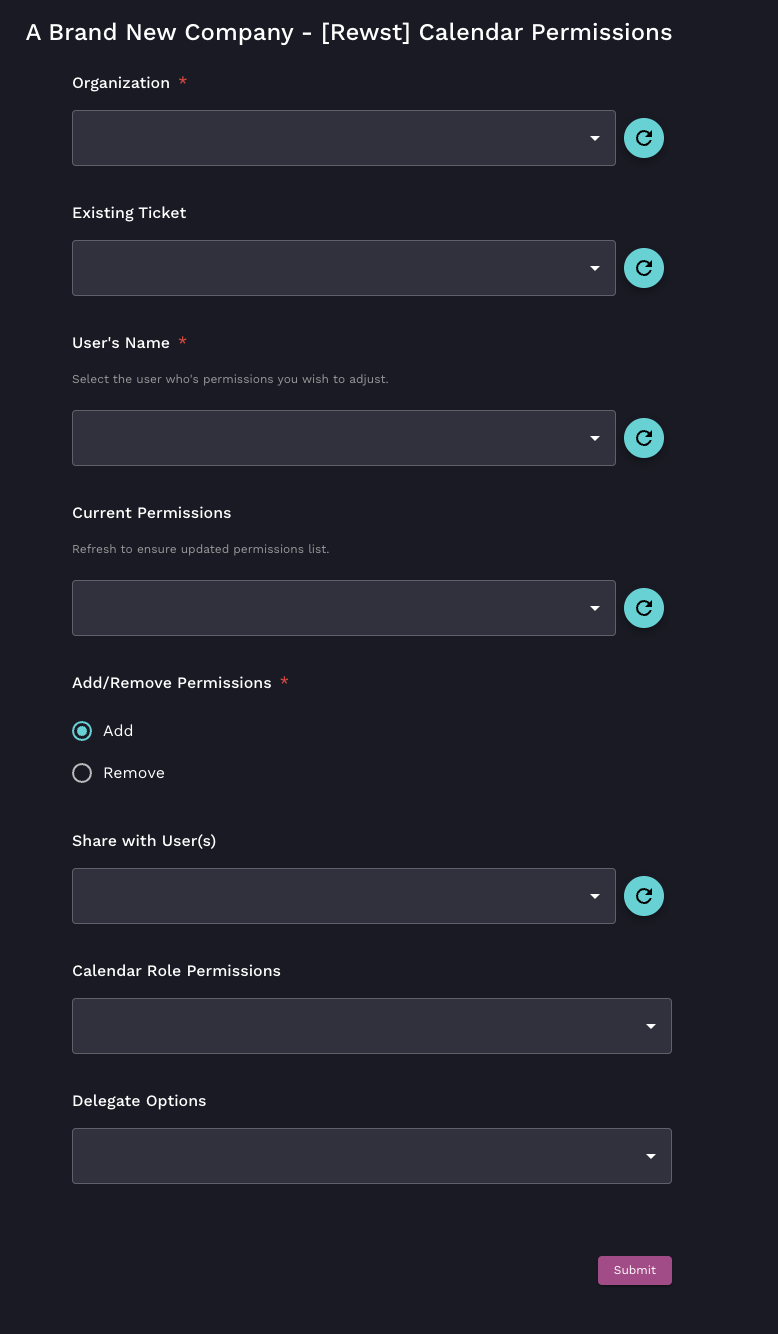 A Brand New Company - [Rewst] Calendar Permissions
Organization *
Existing Ticket
User's Name *
Select the user who's permissions you wish to adjust.
Current Permissions
Refresh to ensure updated permissions list.
Add/Remove Permissions *
Add
Remove
Share with User(s)
Calendar Role Permissions
Delegate Options
Submit